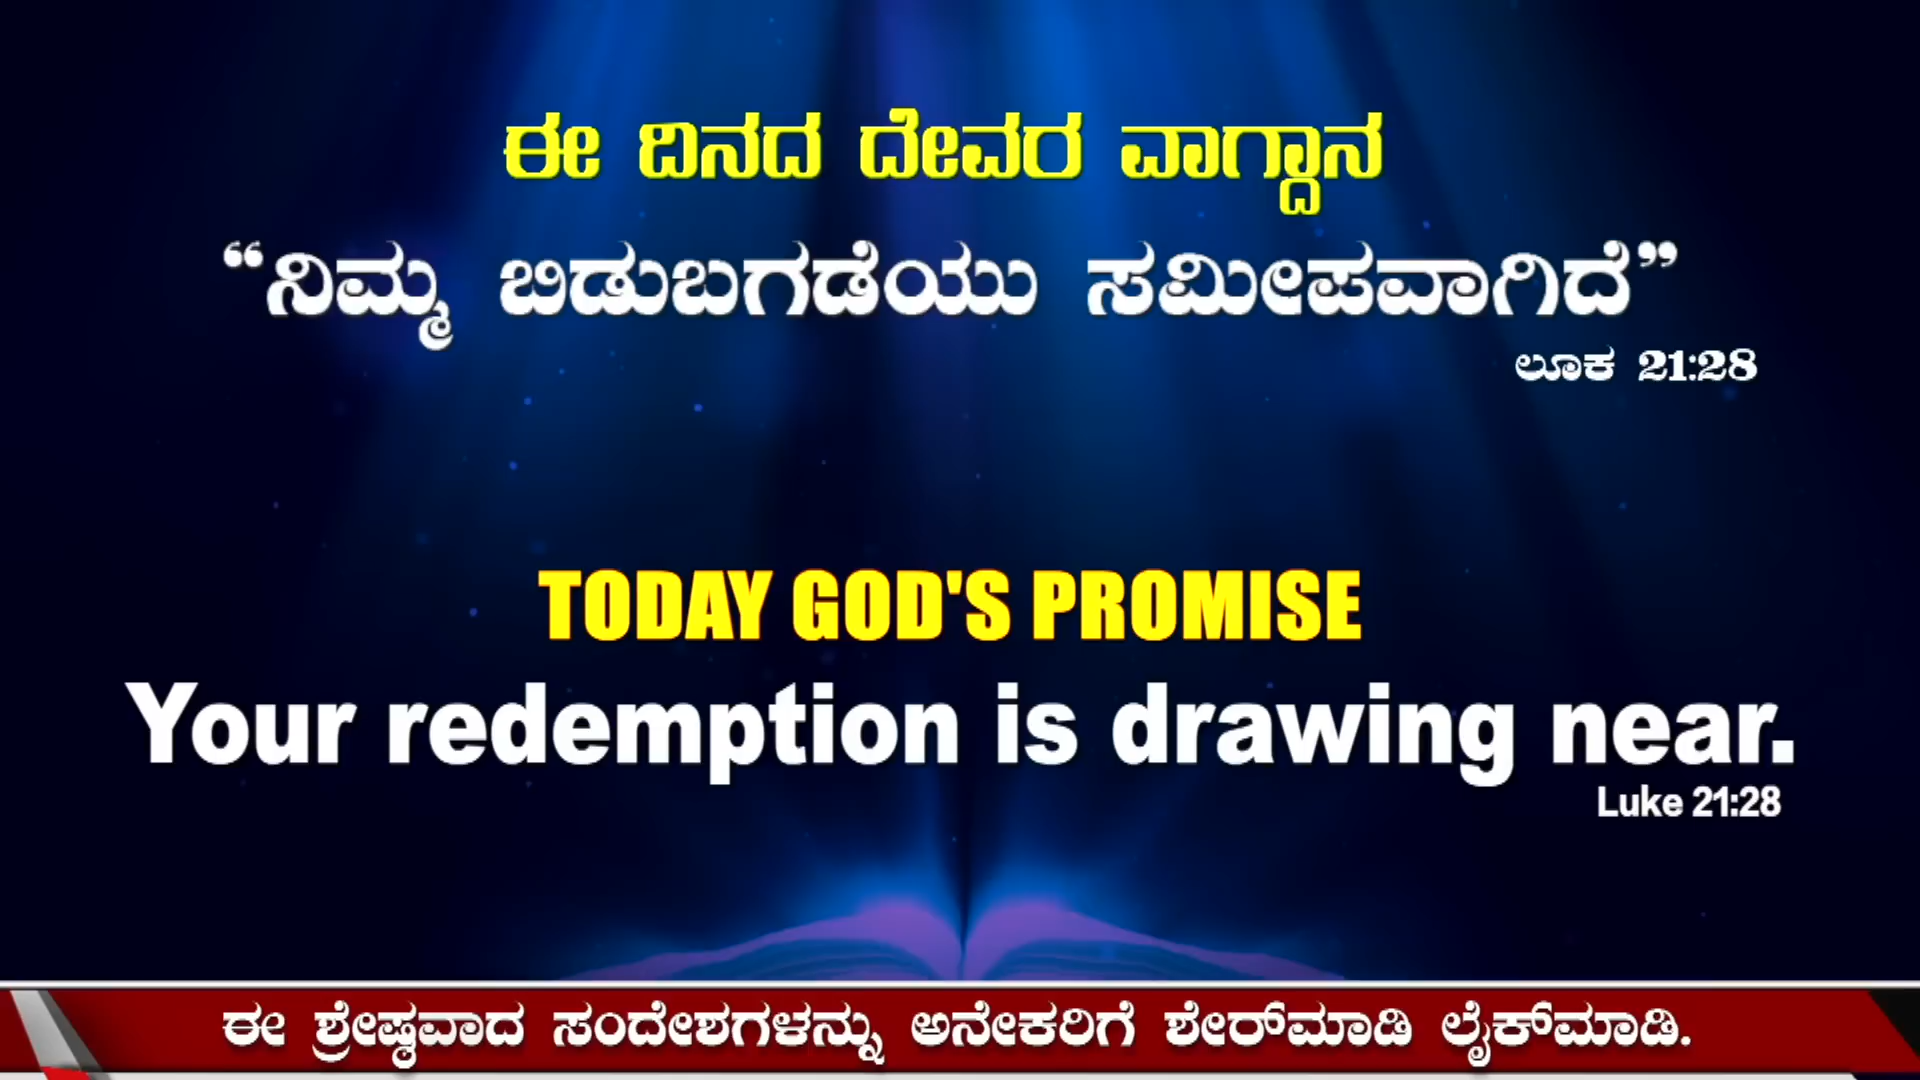 ಈ ದಿನದ ದೇವರ ವಾಗ್ದಾನ
“ನಿಮ್ಮ ಬಿಡುಬಗಡೆಯು ಸಮೀಪವಾಗಿದೆ”
ಲೂಕ 21:28
TODAY GOD'S PROMISE
Your redemption is drawing near.
Luke 21:28
ಈ ಶ್ರೇಷ್ಠವಾದ ಸಂದೇಶಗಳನ್ನು ಅನೇಕರಿಗೆ ಶೇರ್‌ಮಾಡಿ ಲೈಕ್‌ಮಾಡಿ.